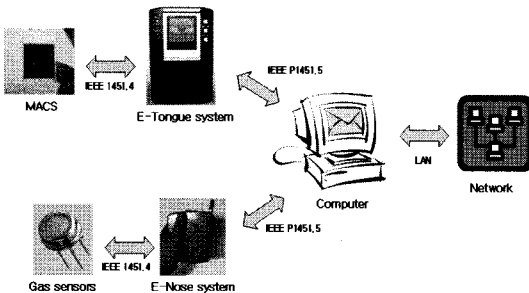 IEEE 1451.4
MACS
E-Tongue system
IEEE P1451.5
Computer
LAN
Network
IEEE P1451.5
IEEE 1451.4
Gas sensors
E-Nose system